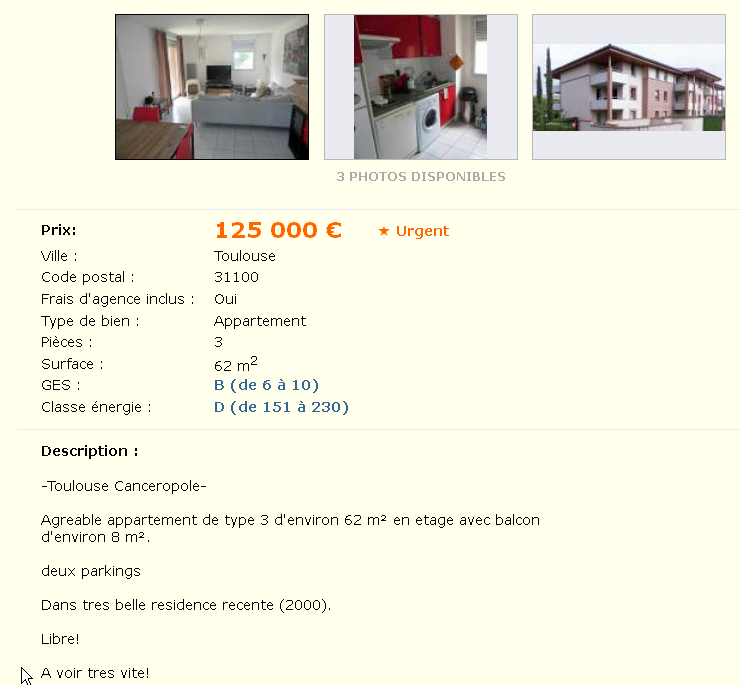 3 PHOTOS DISPONIBLES
Prix: 125 000 € ★ Urgent
Ville : Toulouse
Code postal : 31100
Frais d'agence inclus : Oui
Type de bien : Appartement
Pièces : 3
Surface : 62 m²
GES : B (de 6 à 10)
Classe énergie : D (de 151 à 230)
Description :
-Toulouse Canceropole-
Agreable appartement de type 3 d'environ 62 m² en etage avec balcon
d'environ 8 m².
deux parkings
Dans tres belle residence recente (2000).
Libre!
A voir tres vite!